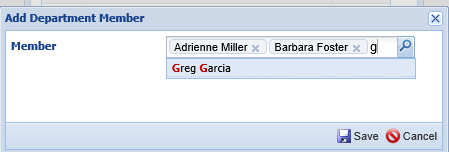 Add Department Member
Member Adrienne Miller Barbara Foster g
Greg Garcia
Save Cancel